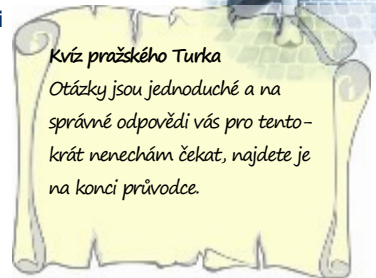 i
Kvíz pražského Turka
Otázky jsou jednoduché a na
správné odpovědi vás pro tento-
krát nenechám čekat, najdete je
na konci průvodce.